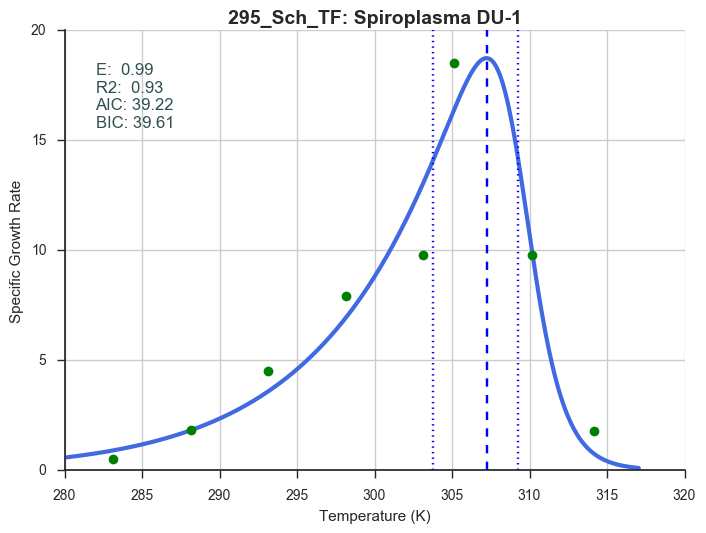 295_Sch_TF: Spiroplasma DU-1
E:  0.99
R2:  0.93
AIC: 39.22
BIC: 39.61
Specific Growth Rate
20
15
10
5
0
280 285 290 295 300 305 310 315 320
Temperature (K)